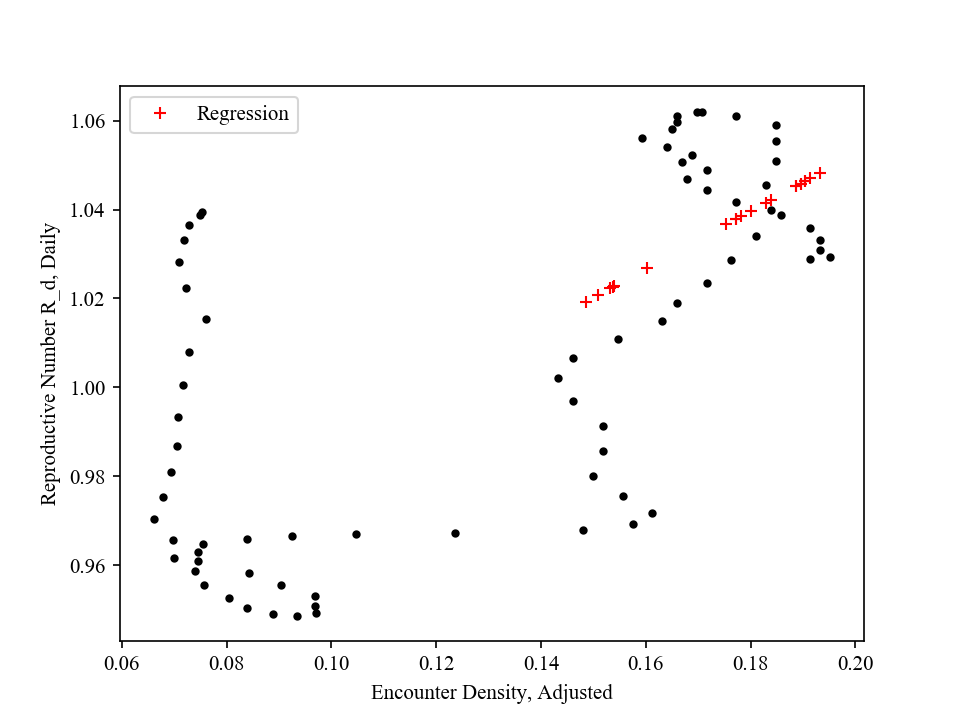 Regression
Reproductive Number R_d, Daily
1.06
1.04
1.02
1.00
0.98
0.96
0.06 0.08 0.10 0.12 0.14 0.16 0.18 0.20
Encounter Density, Adjusted